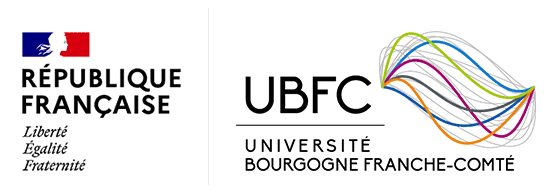 RÉPUBLIQUE
FRANÇAISE
Liberté
Égalité
Fraternité
UBFC
UNIVERSITÉ
BOURGOGNE FRANCHE-COMTÉ